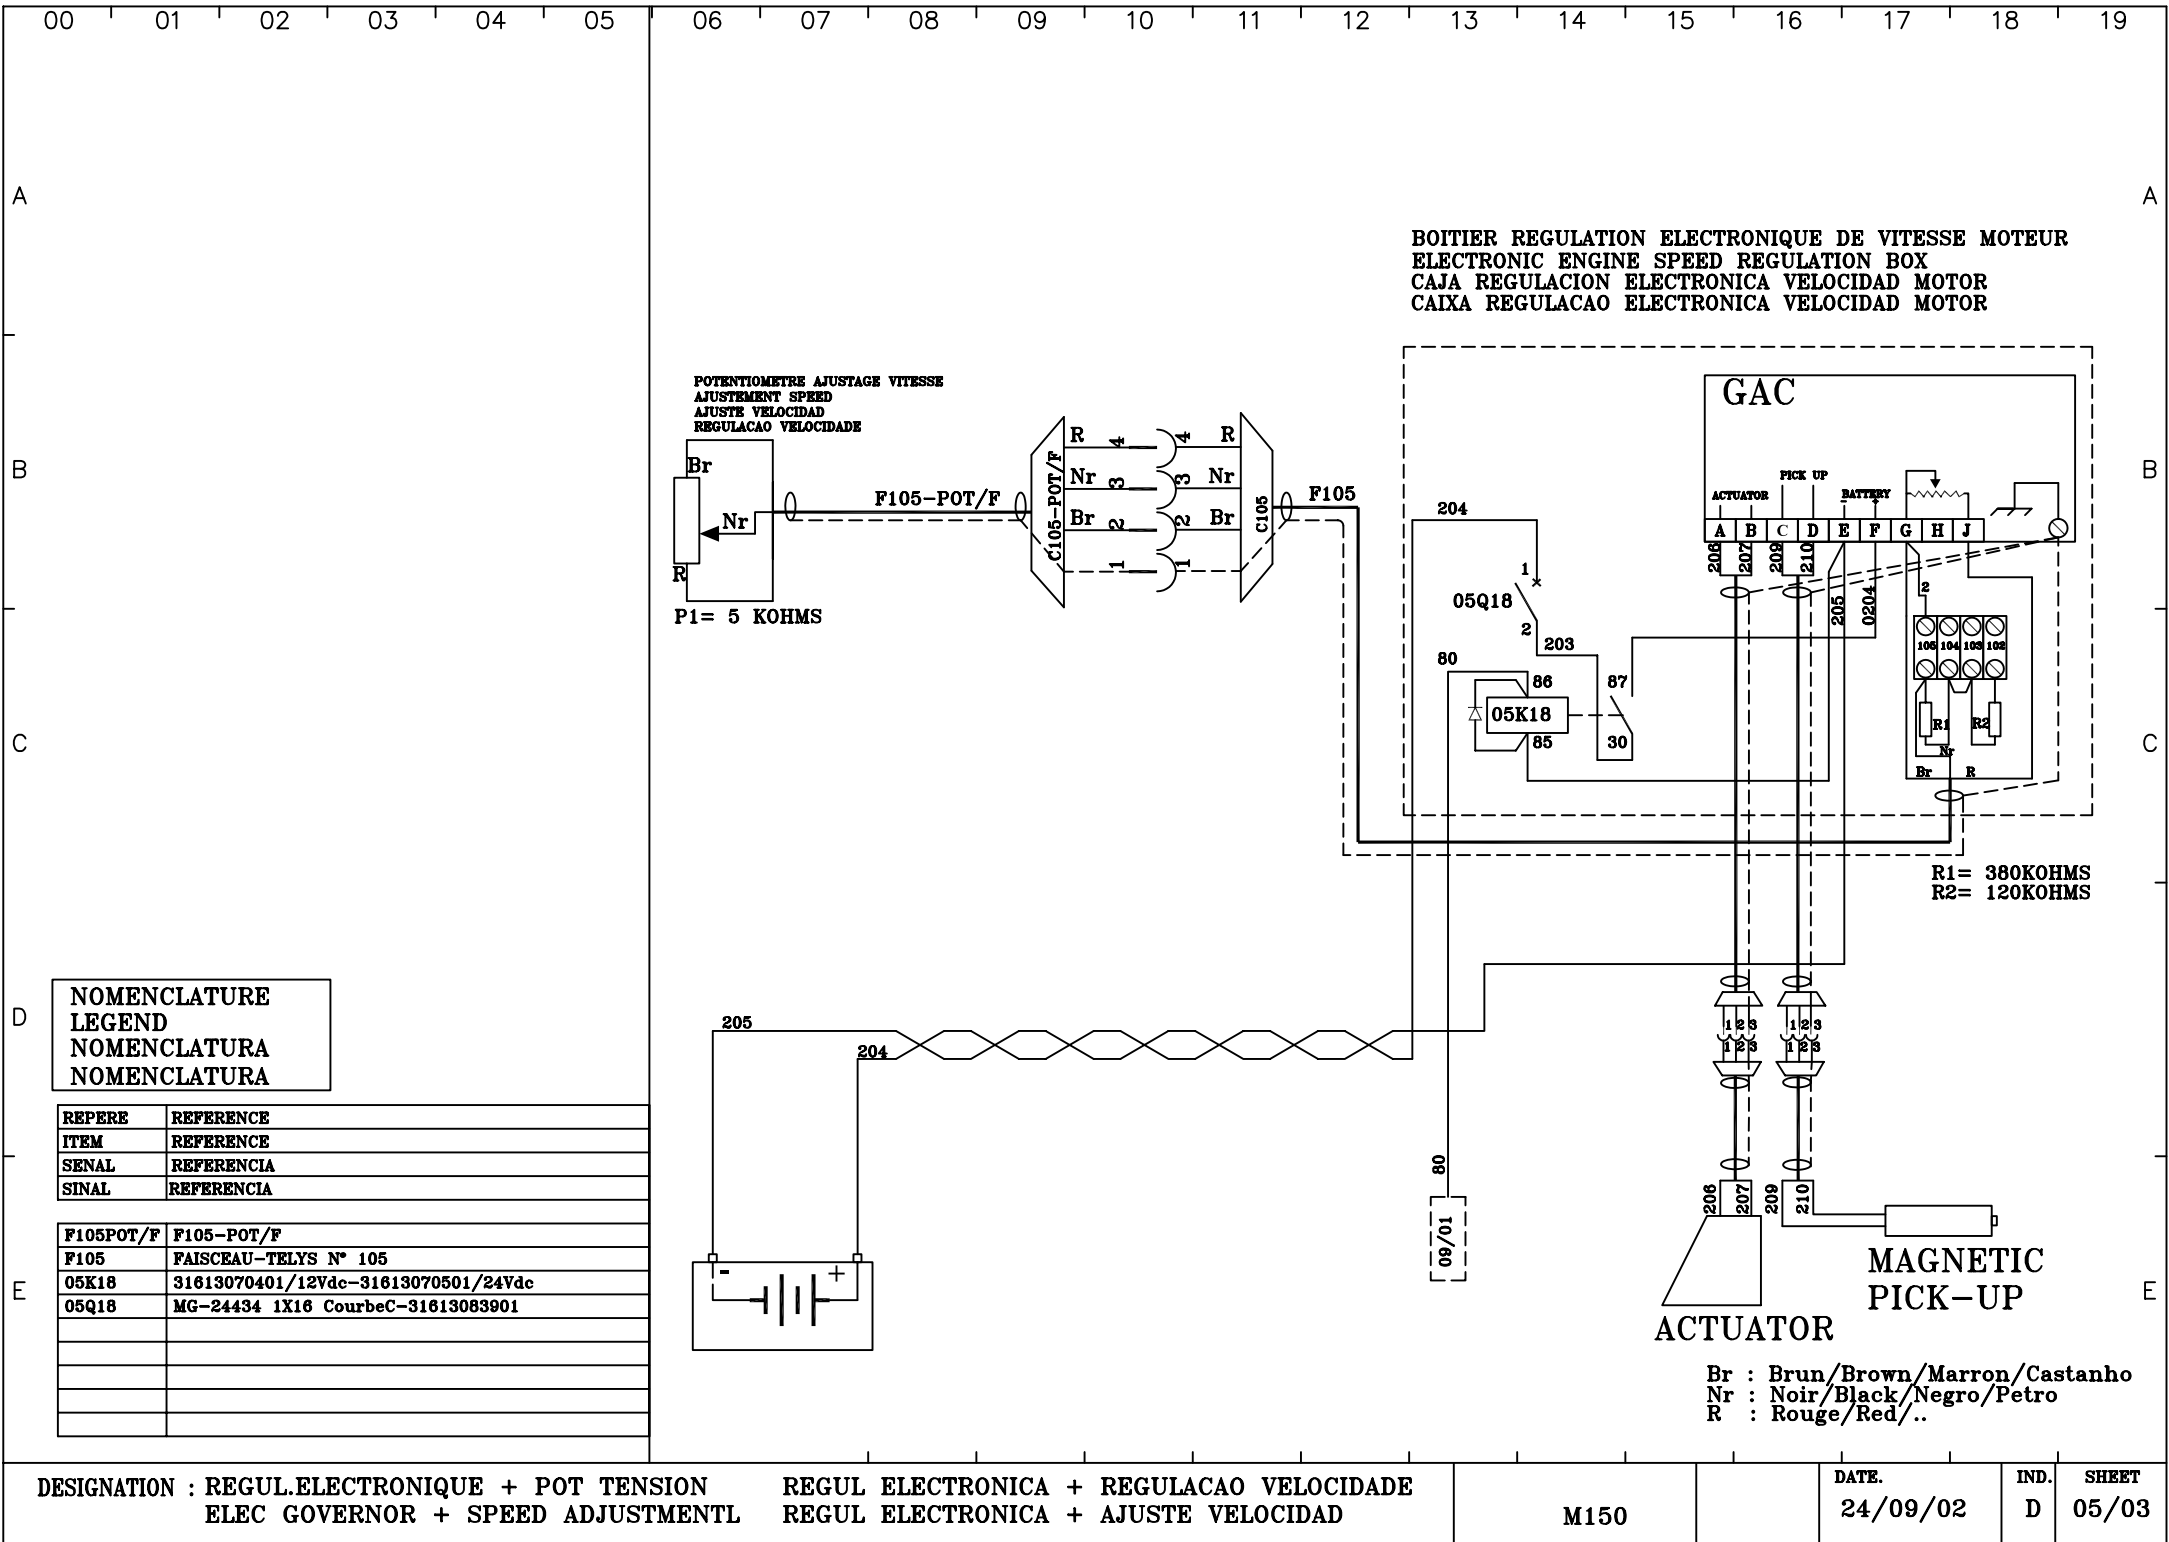 00 01 02 03 04 05 06 07 08 09 10 11 12 13 14 15 16 17 18 19
A A
BOITIER REGULATION ELECTRONIQUE DE VITESSE MOTEUR
ELECTRONIC ENGINE SPEED REGULATION BOX
CAJA REGULACION ELECTRONICA VELOCIDAD MOTOR
CAIXA REGULACAO ELECTRONICA VELOCIDAD MOTOR
POTENTIOMETRE AJUSTAGE VITESSE
AJUSTEMENT SPEED
AJUSTE VELOCIDAD
REGULACAO VELOCIDADE
B B
Br
Nr
R
P1= 5 KOHMS
F105-POT/F
C105-POT/F
R 4 4 R
Nr 3 3 Nr
Br 2 2 Br
1 1
C105
F105
GAC
PICK UP
ACTUATOR
- BATTERY +
A B C D E F G H J
206 207 209 210
205 0204
2
105 104 103 102
R1 R2
Nr
Br R
204
1
05Q18
2
203
80
86 87
05K18
85 30
C C
R1= 380KOHMS
R2= 120KOHMS
NOMENCLATURE
LEGEND
NOMENCLATURA
NOMENCLATURA
D D
205
204
1 2 3 1 2 3
1 2 3 1 2 3
REPERE REFERENCE
ITEM REFERENCE
SENAL REFERENCIA
SINAL REFERENCIA
F105POT/F F105-POT/F
F105 FAISCEAU-TELYS N° 105
05K18 31613070401/12Vdc-31613070501/24Vdc
05Q18 MG-24434 1X16 CourbeC-31613083901
E E
- +
80
09/01
206 207 209 210
MAGNETIC
PICK-UP
ACTUATOR
Br : Brun/Brown/Marron/Castanho
Nr : Noir/Black/Negro/Petro
R : Rouge/Red/..
DESIGNATION : REGUL.ELECTRONIQUE + POT TENSION REGUL ELECTRONICA + REGULACAO VELOCIDADE
ELEC GOVERNOR + SPEED ADJUSTMENTL REGUL ELECTRONICA + AJUSTE VELOCIDAD
M150
DATE. IND. SHEET
24/09/02 D 05/03